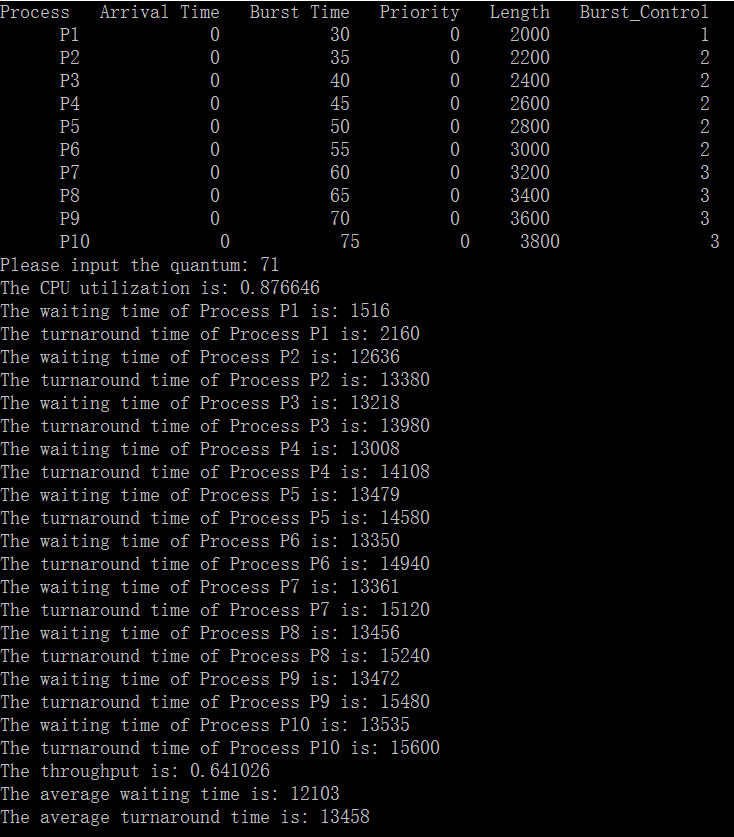 Process   Arrival Time   Burst Time   Priority   Length   Burst_Control
P1             0           30          0     2000               1
P2             0           35          0     2200               2
P3             0           40          0     2400               2
P4             0           45          0     2600               2
P5             0           50          0     2800               2
P6             0           55          0     3000               2
P7             0           60          0     3200               3
P8             0           65          0     3400               3
P9             0           70          0     3600               3
P10             0           75          0     3800               3
Please input the quantum: 71
The CPU utilization is: 0.876646
The waiting time of Process P1 is: 1516
The turnaround time of Process P1 is: 2160
The waiting time of Process P2 is: 12636
The turnaround time of Process P2 is: 13380
The waiting time of Process P3 is: 13218
The turnaround time of Process P3 is: 13980
The waiting time of Process P4 is: 13008
The turnaround time of Process P4 is: 14108
The waiting time of Process P5 is: 13479
The turnaround time of Process P5 is: 14580
The waiting time of Process P6 is: 13350
The turnaround time of Process P6 is: 14940
The waiting time of Process P7 is: 13361
The turnaround time of Process P7 is: 15120
The waiting time of Process P8 is: 13456
The turnaround time of Process P8 is: 15240
The waiting time of Process P9 is: 13472
The turnaround time of Process P9 is: 15480
The waiting time of Process P10 is: 13535
The turnaround time of Process P10 is: 15600
The throughput is: 0.641026
The average waiting time is: 12103
The average turnaround time is: 13458